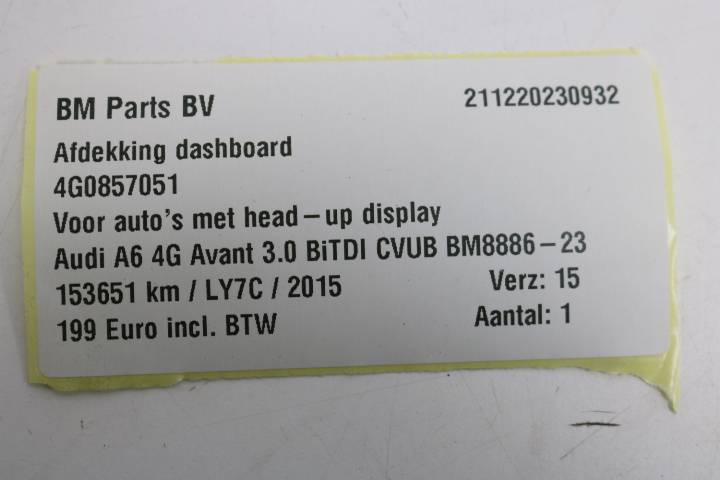 BM Parts BV 211220230932
Afdekking dashboard
4G0857051
Voor auto's met head-up display
Audi A6 4G Avant 3.0 BiTDI CVUB BM8886-23
153651 km / LY7C / 2015 Verz: 15
199 Euro incl. BTW Aantal: 1